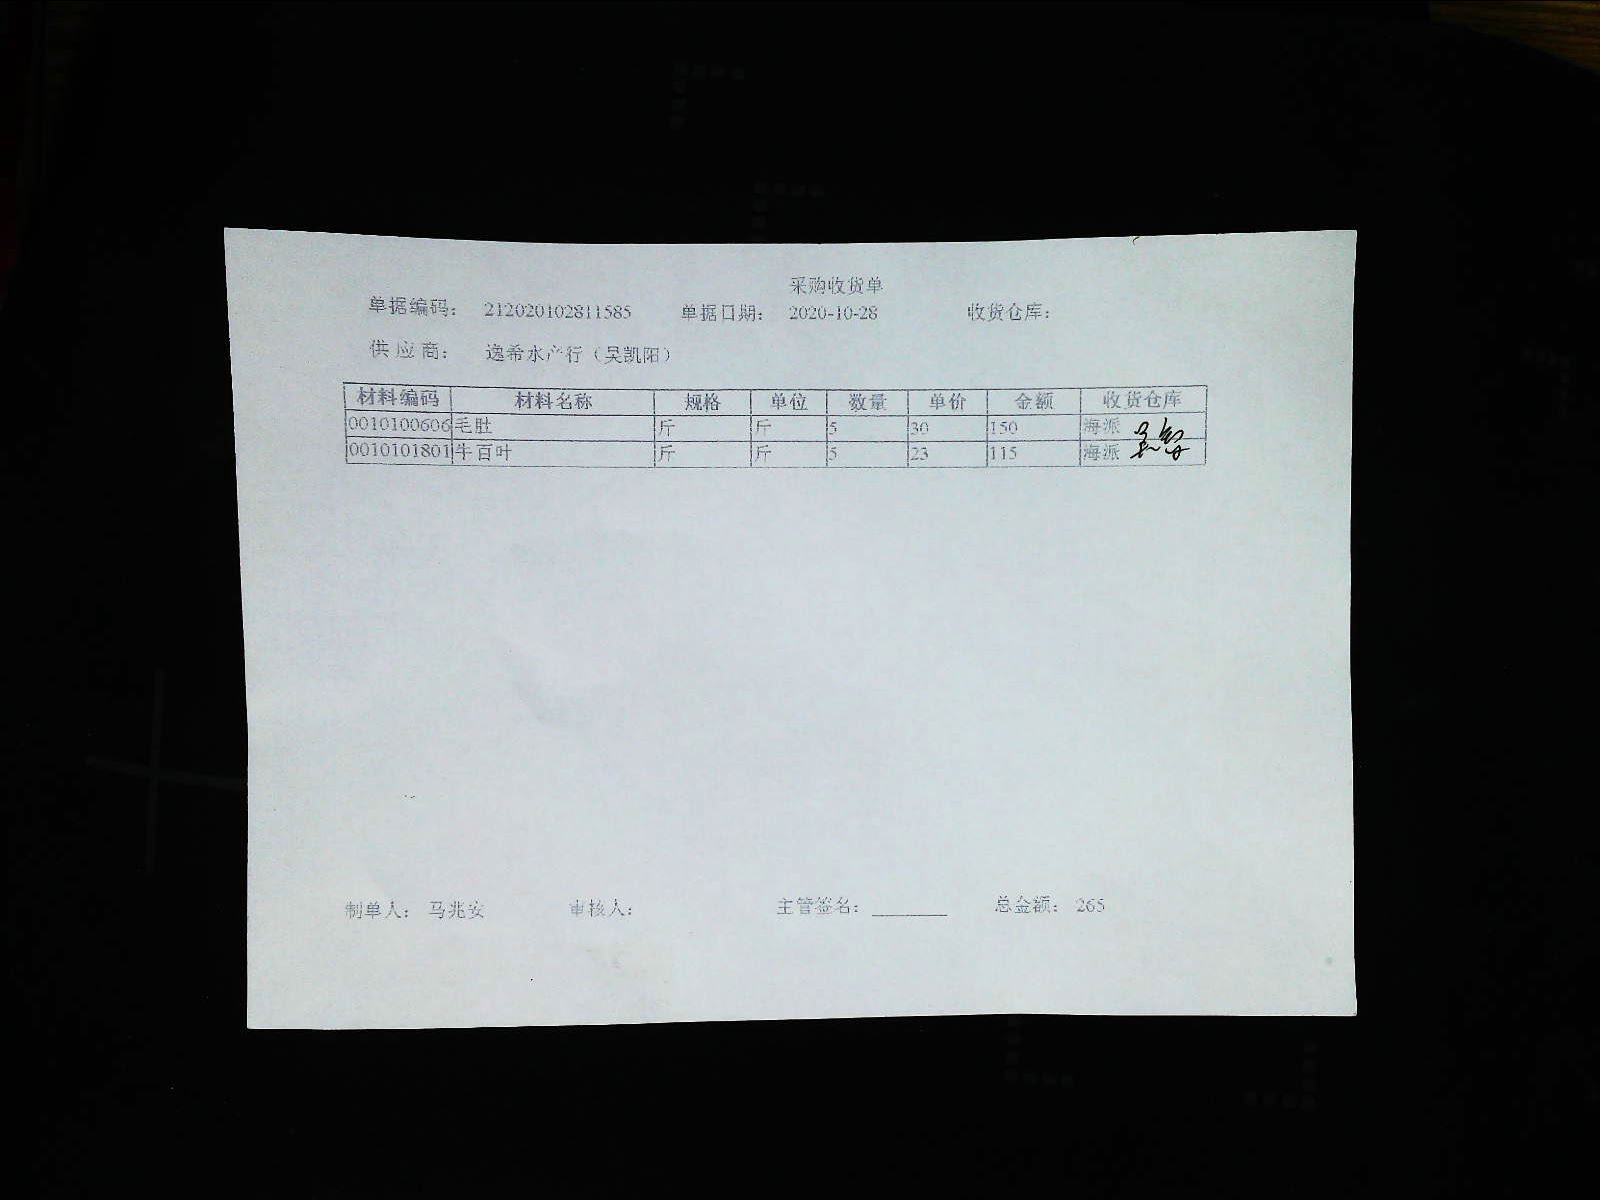 采购收货单
单据编码: 212020102811585 单据日期: 2020-10-28 收货仓库:
供 应 商: 逸希水产行（吴凯阳）
材料编码 材料名称 规格 单位 数量 单价 金额 收货仓库
0010100606 毛肚 斤 斤 5 30 150 海派
0010101801 牛百叶 斤 斤 5 23 115 海派
制单人: 马兆安 审核人: 主管签名: ________ 总金额: 265